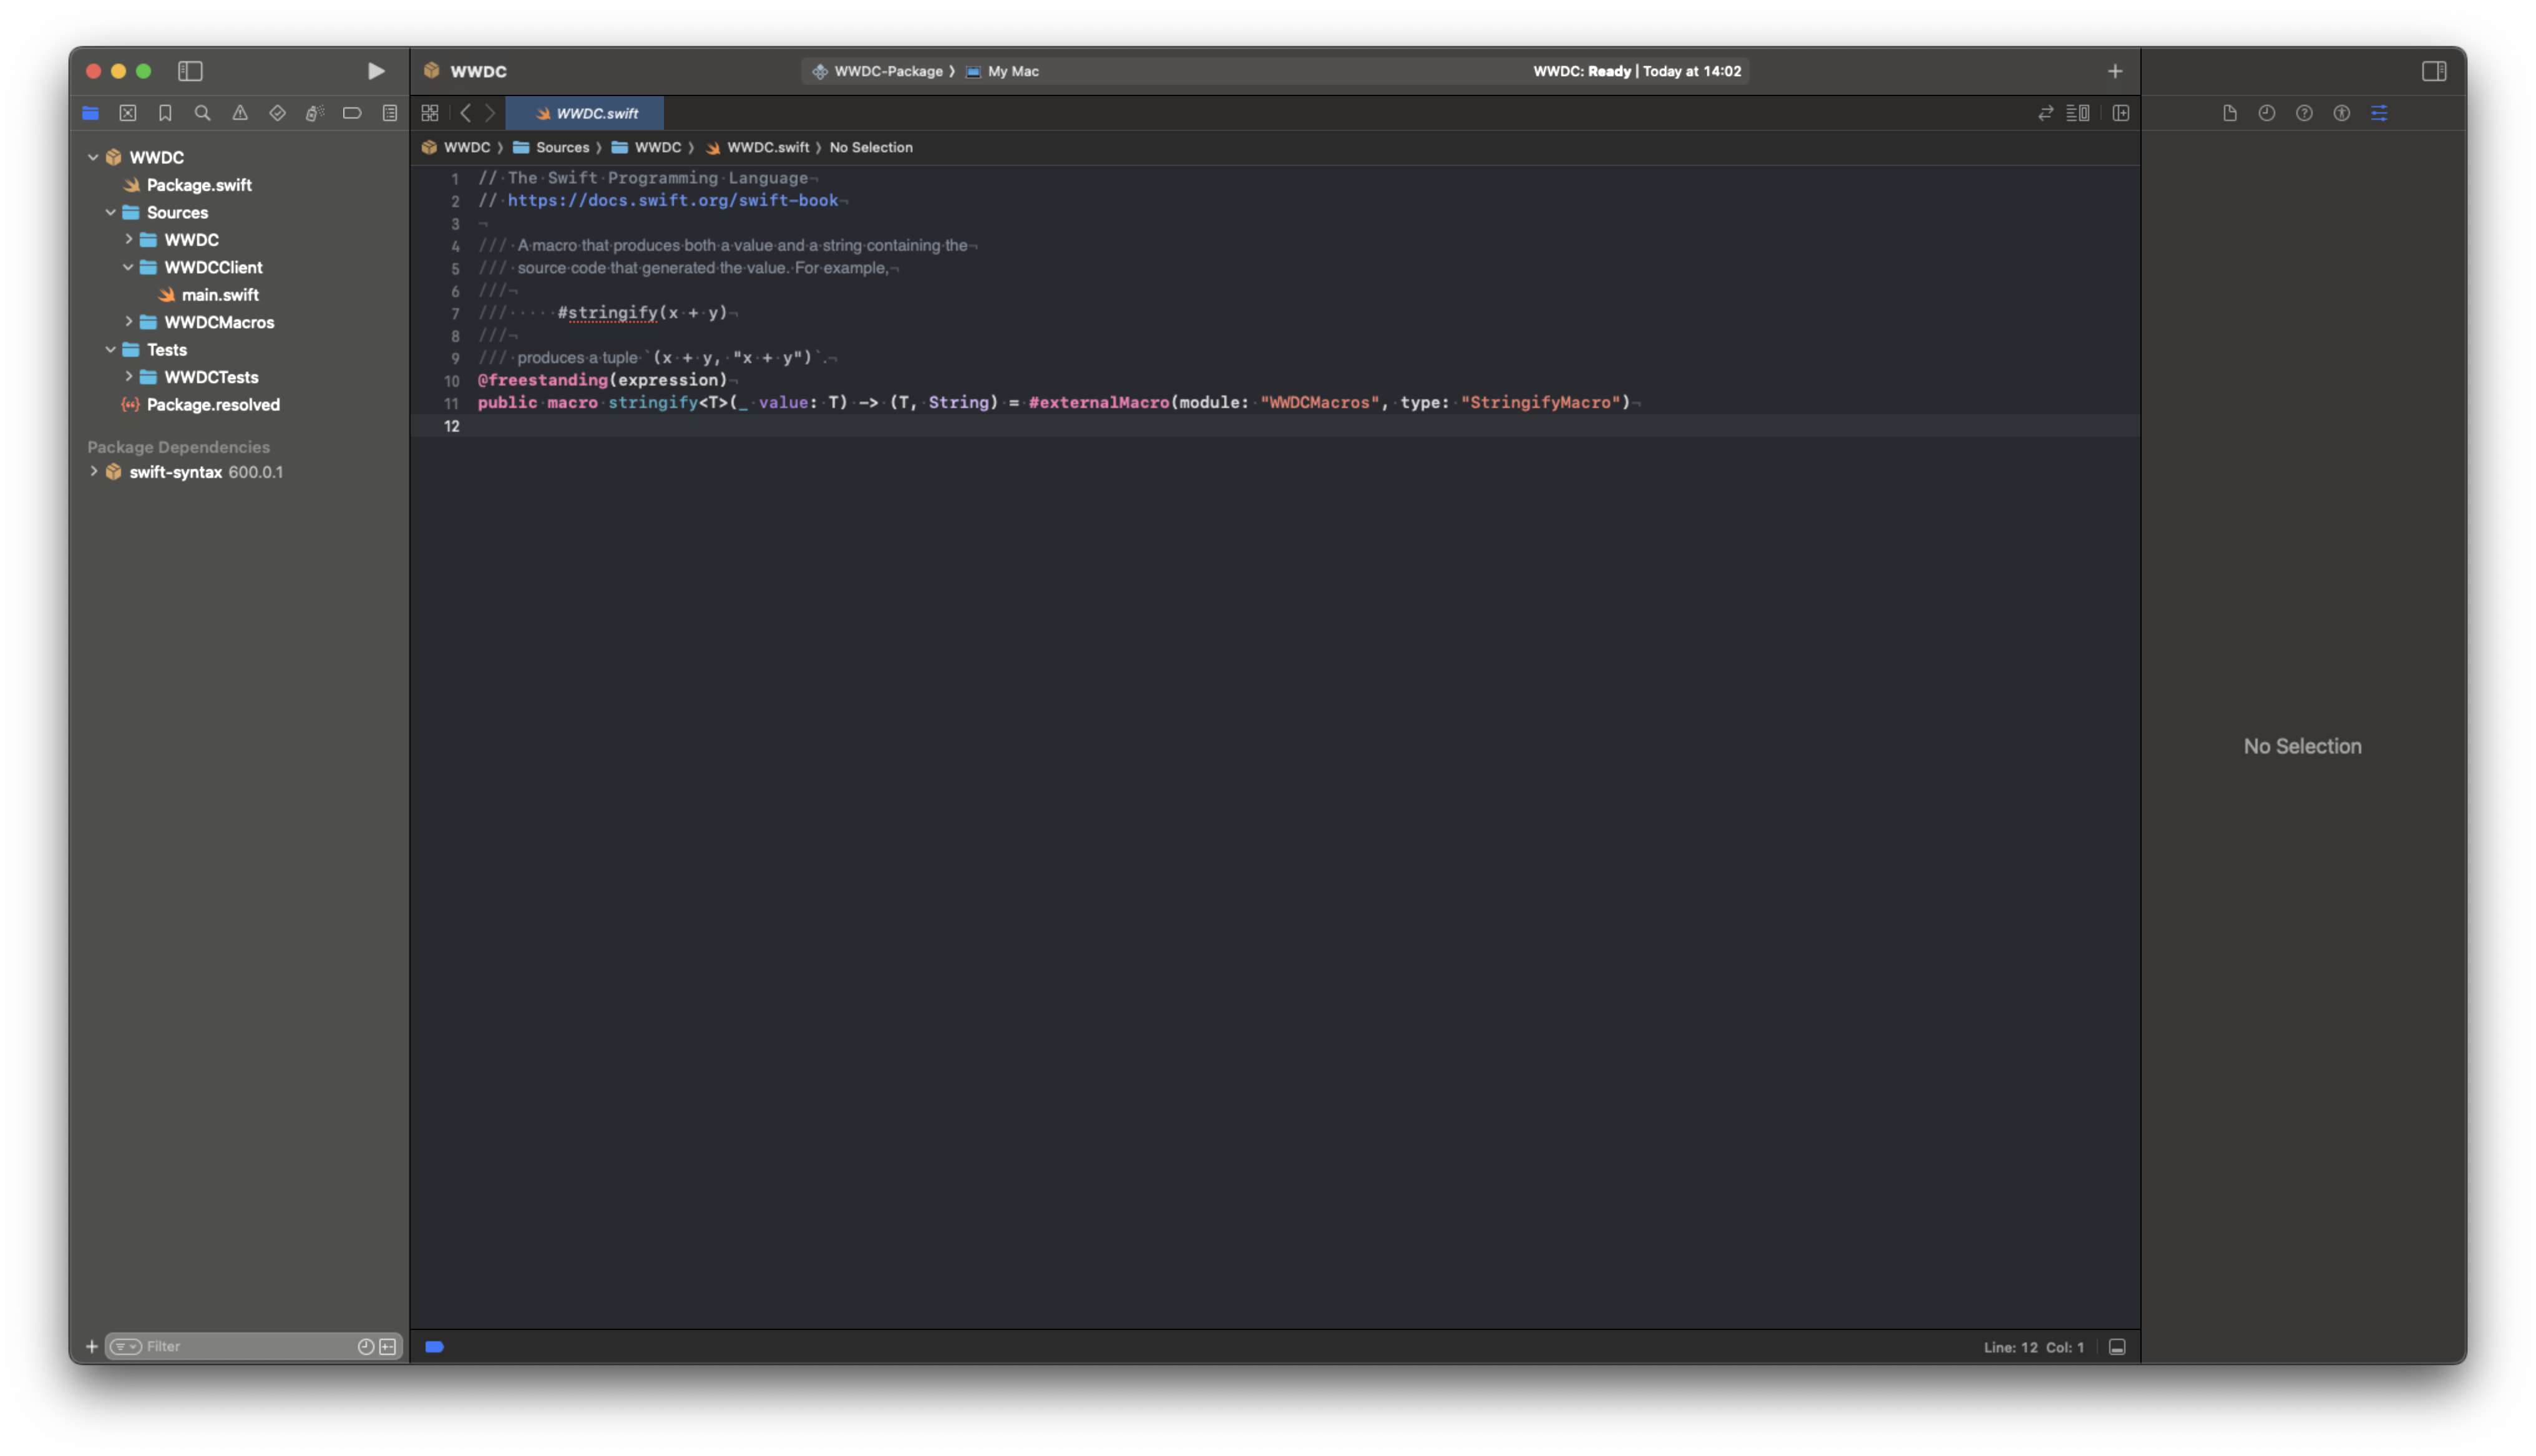 WWDC
WWDC-Package 〉 My Mac
WWDC: Ready | Today at 14:02
WWDC.swift
WWDC 〉 Sources 〉 WWDC 〉 WWDC.swift 〉 No Selection
WWDC
Package.swift
Sources
WWDC
WWDCClient
main.swift
WWDCMacros
Tests
WWDCTests
Package.resolved
Package Dependencies
swift-syntax 600.0.1
Filter
1 // The Swift Programming Language
2 // https://docs.swift.org/swift-book
3
4 /// A macro that produces both a value and a string containing the
5 /// source code that generated the value. For example,
6 ///
7 ///     #stringify(x + y)
8 ///
9 /// produces a tuple `(x + y, "x + y")`.
10 @freestanding(expression)
11 public macro stringify<T>(_ value: T) -> (T, String) = #externalMacro(module: "WWDCMacros", type: "StringifyMacro")
12
Line: 12 Col: 1
No Selection